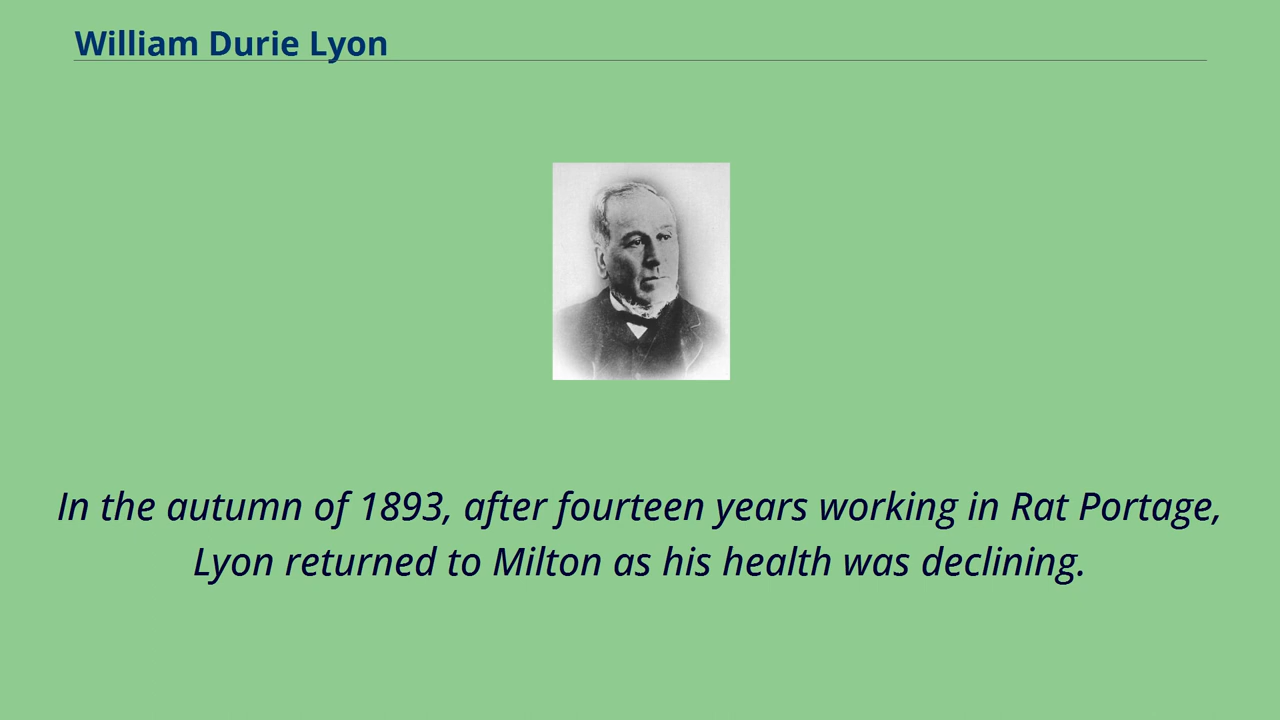 William Durie Lyon
In the autumn of 1893, after fourteen years working in Rat Portage,
Lyon returned to Milton as his health was declining.